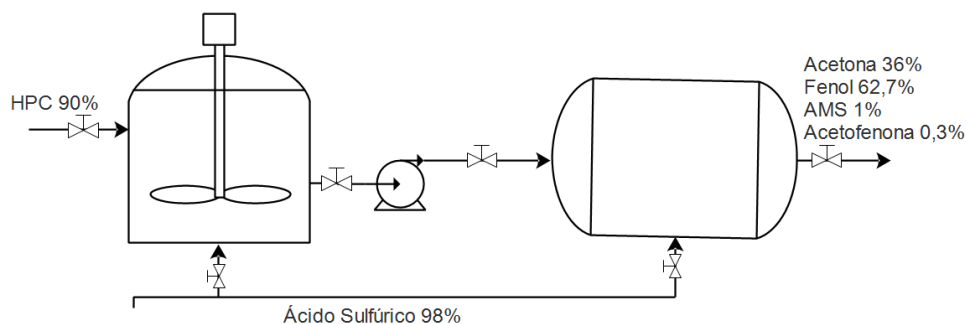 HPC 90%
Acetona 36%
Fenol 62,7%
AMS 1%
Acetofenona 0,3%
Ácido Sulfúrico 98%